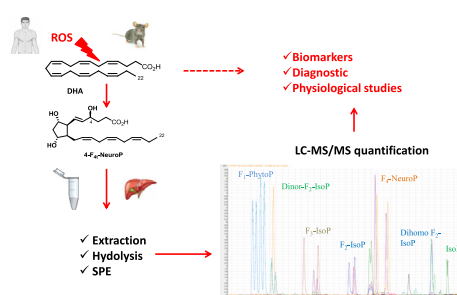 ROS
CO₂H
22
DHA
HO
OH
4
CO₂H
22
HO
4-F₄ₜ-NeuroP
✓ Extraction
✓ Hydolysis
✓ SPE
✓Biomarkers
✓Diagnostic
✓Physiological studies
LC-MS/MS quantification
F₁-PhytoP
Dinor-F₂-IsoP
F₃-IsoP
F₂-IsoP
F₄-NeuroP
Dihomo F₂-
IsoP
Iso